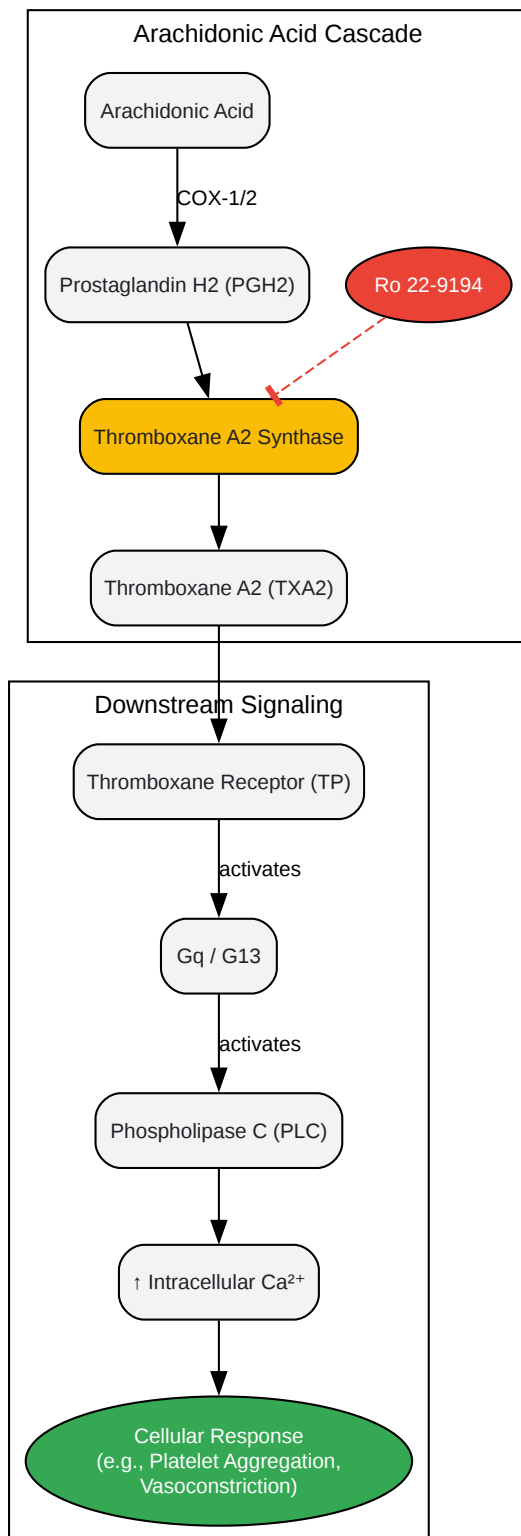 Arachidonic Acid Cascade
Arachidonic Acid
COX-1/2
Prostaglandin H2 (PGH2)
Ro 22-9194
Thromboxane A2 Synthase
Thromboxane A2 (TXA2)
Downstream Signaling
Thromboxane Receptor (TP)
activates
Gq / G13
activates
Phospholipase C (PLC)
↑ Intracellular Ca²⁺
Cellular Response
(e.g., Platelet Aggregation,
Vasoconstriction)